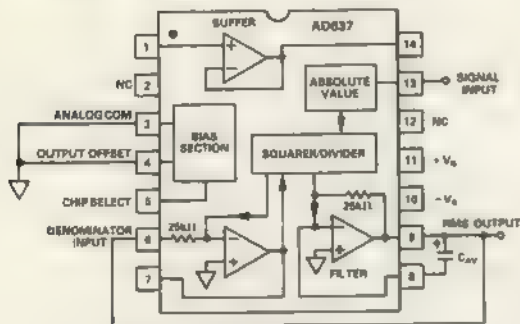 BUFFER
AD637
1
14
NC 2
ABSOLUTE VALUE
13 SIGNAL INPUT
ANALOG COM 3
12 NC
BIAS SECTION
OUTPUT OFFSET 4
SQUARER/DIVIDER
11 +VS
CHIP SELECT 5
10 -VS
DENOMINATOR INPUT 6
25kΩ
25kΩ
9 RMS OUTPUT
7
FILTER
8
CAV